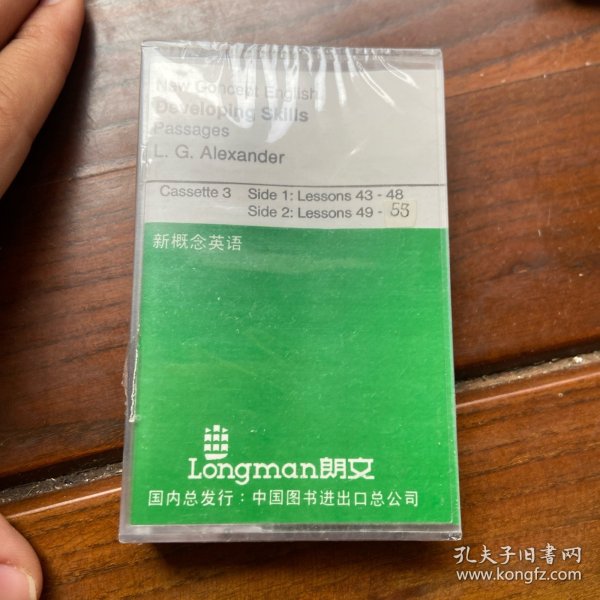 New Concept English
Developing Skills
Passages
L. G. Alexander
Cassette 3 Side 1: Lessons 43 - 48
Side 2: Lessons 49 - 53
新概念英语
Longman朗文
国内总发行：中国图书进出口总公司
孔夫子旧書网
www.kongfz.com